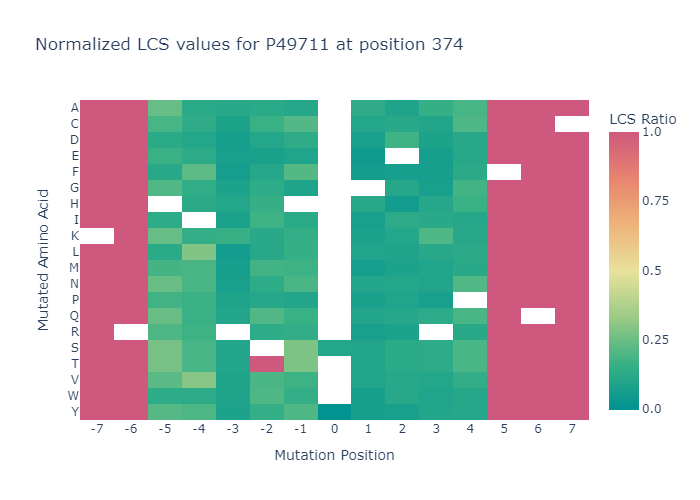 Normalized LCS values for P49711 at position 374
LCS Ratio
A
C
D
E
F
G
H
I
K
L
M
N
P
Q
R
S
T
V
W
Y
Mutated Amino Acid
1.0
0.75
0.5
0.25
0.0
-7 -6 -5 -4 -3 -2 -1 0 1 2 3 4 5 6 7
Mutation Position